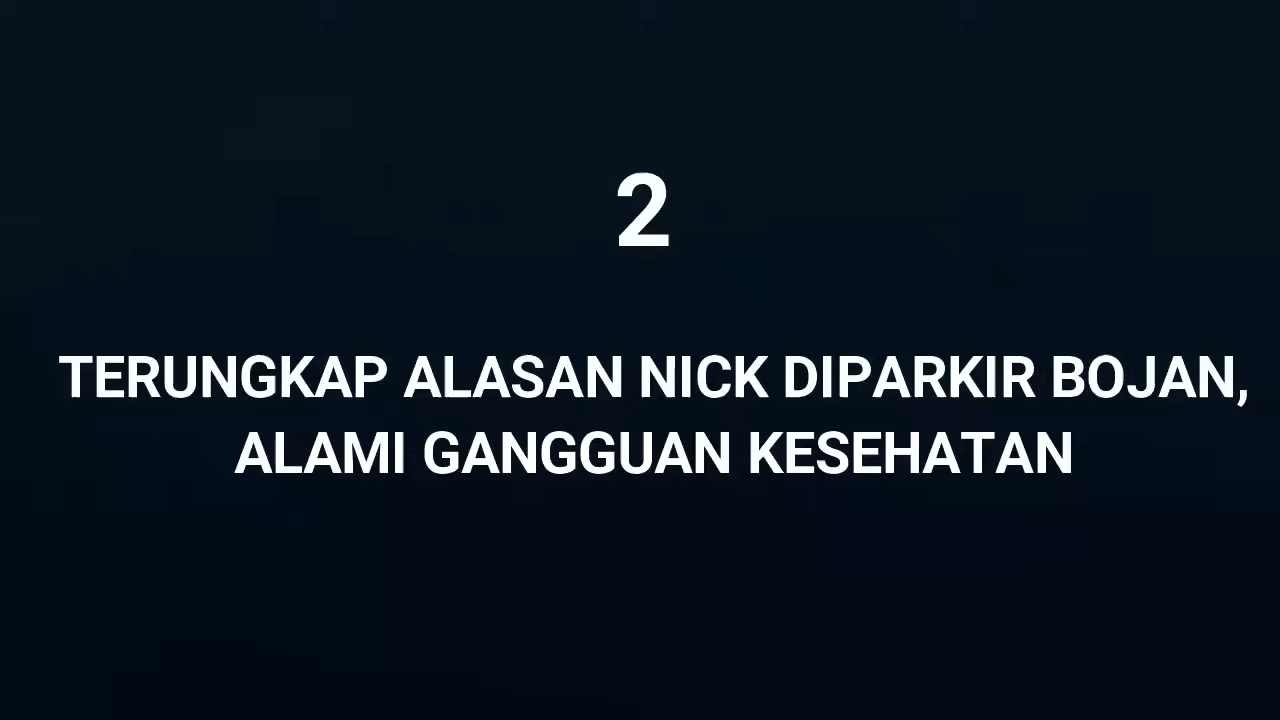 2
TERUNGKAP ALASAN NICK DIPARKIR BOJAN,
ALAMI GANGGUAN KESEHATAN